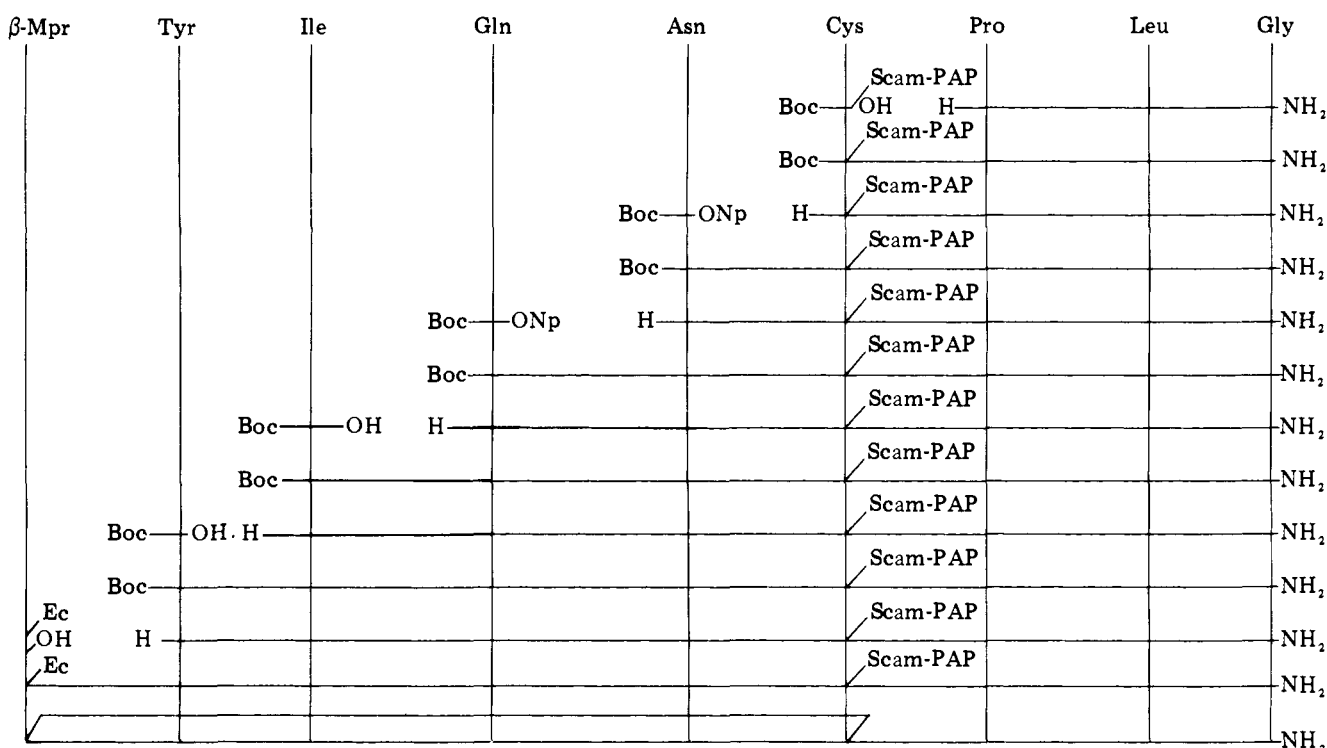 β-Mpr Tyr Ile Gln Asn Cys Pro Leu Gly
Scam-PAP
Boc OH H NH₂
Scam-PAP
Boc NH₂
Scam-PAP
Boc ONp H NH₂
Scam-PAP
Boc NH₂
Scam-PAP
Boc ONp H NH₂
Scam-PAP
Boc NH₂
Scam-PAP
Boc OH H NH₂
Scam-PAP
Boc NH₂
Scam-PAP
Boc OH · H NH₂
Scam-PAP
Boc NH₂
Ec Scam-PAP
OH H NH₂
Ec Scam-PAP
NH₂
NH₂